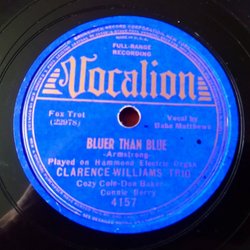 FULL-RANGE
RECORDING
Vocalion
Fox Trot
(22978)
Vocal by
Babe Matthews
BLUER THAN BLUE
-Armstrong-
Played on Hammond Electric Organ
CLARENCE WILLIAMS TRIO
Cozy Cole-Don Baker
Connie Berry
4157